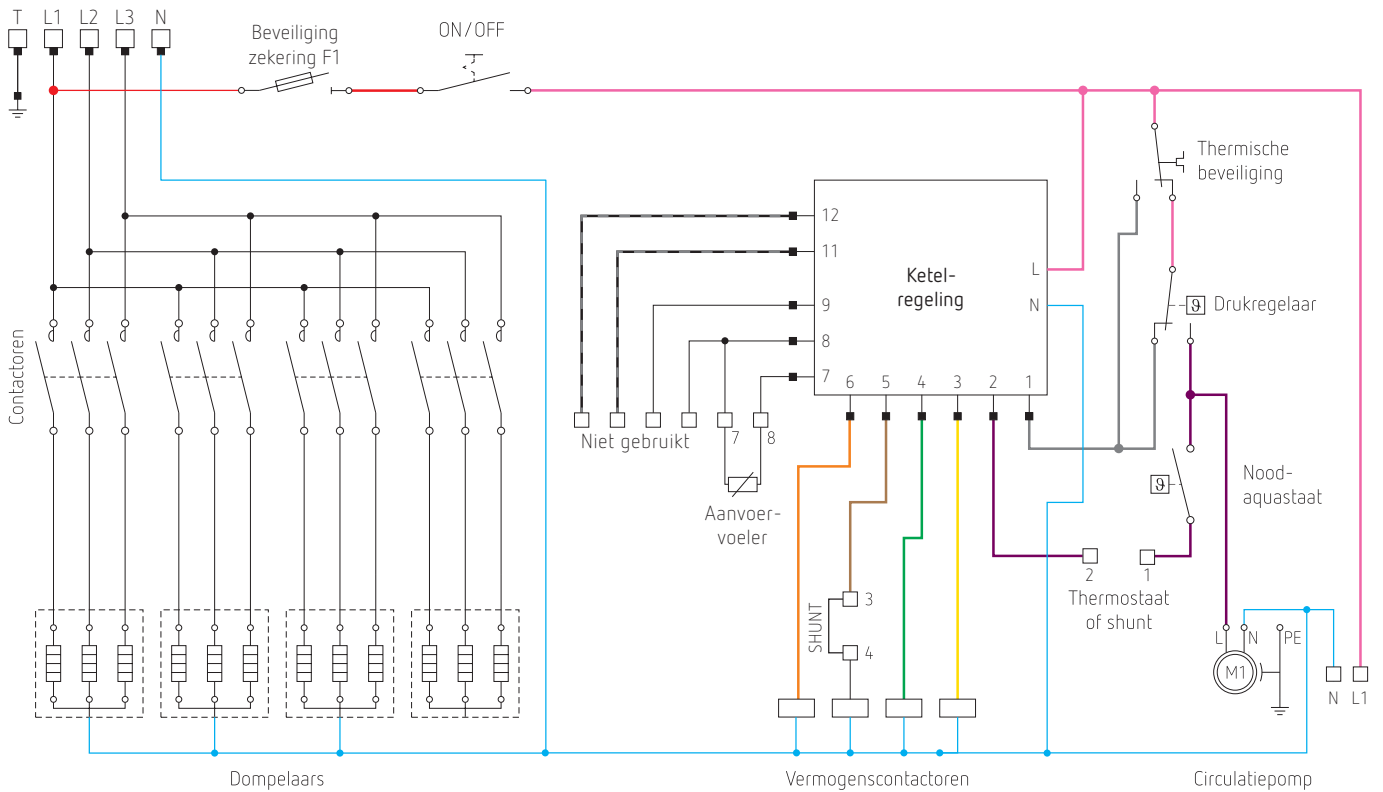 T L1 L2 L3 N
Beveiliging
zekering F1
ON/OFF
Thermische
beveiliging
12
11
9
8
7
Ketel-
regeling
L
N
6 5 4 3 2 1
Drukregelaar
ϑ
Contactoren
Niet gebruikt
7 8
Aanvoer-
voeler
Nood-
aquastaat
ϑ
2 1
Thermostaat
of shunt
SHUNT
3
4
L N PE
M1
N L1
Dompelaars
Vermogenscontactoren
Circulatiepomp